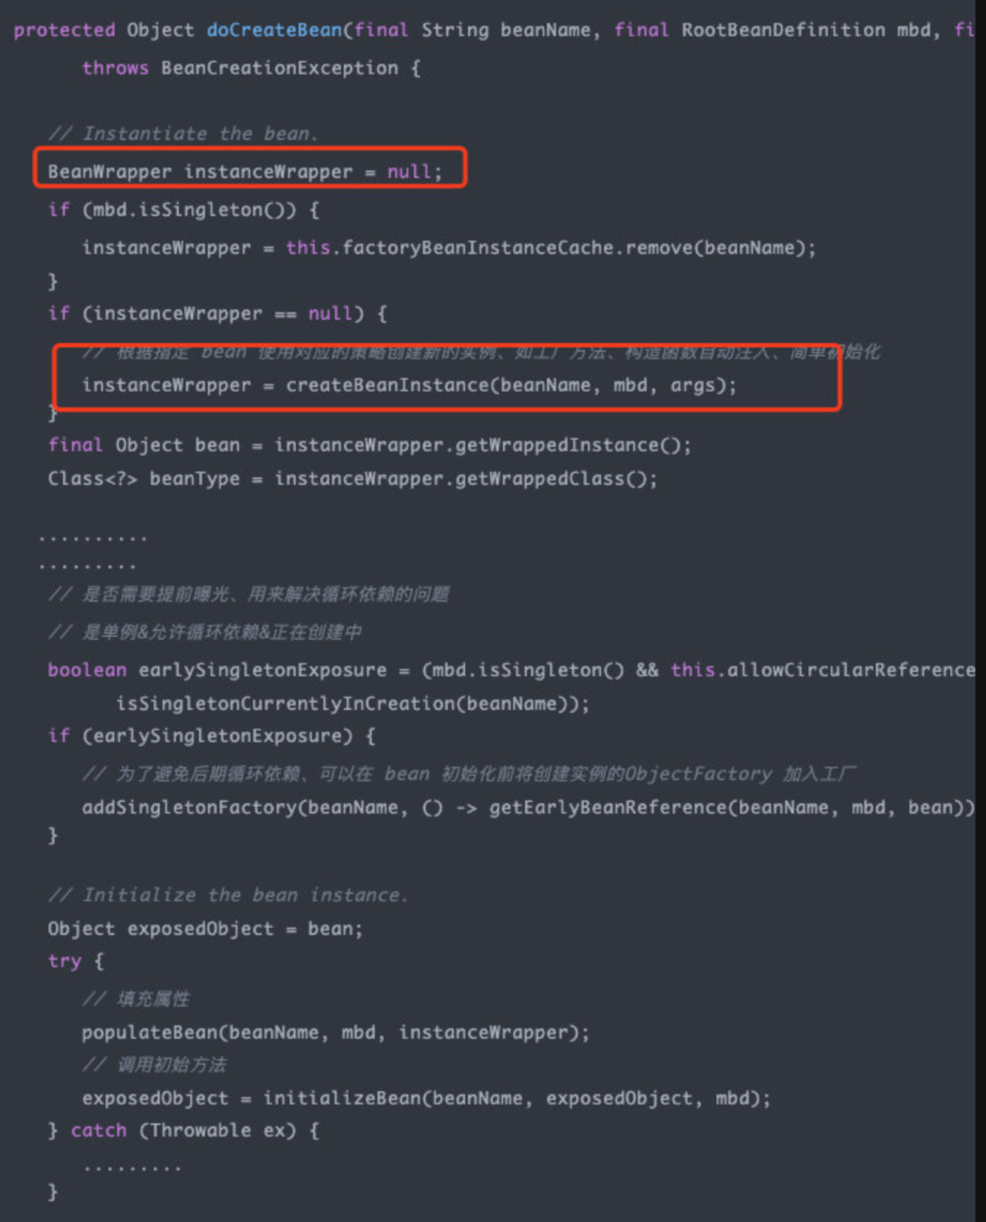 protected Object doCreateBean(final String beanName, final RootBeanDefinition mbd, fi
throws BeanCreationException {
// Instantiate the bean.
BeanWrapper instanceWrapper = null;
if (mbd.isSingleton()) {
instanceWrapper = this.factoryBeanInstanceCache.remove(beanName);
}
if (instanceWrapper == null) {
// 根据指定 bean 使用对应的策略创建新的实例、如工厂方法、构造函数自动注入、简单初始化
instanceWrapper = createBeanInstance(beanName, mbd, args);
}
final Object bean = instanceWrapper.getWrappedInstance();
Class<?> beanType = instanceWrapper.getWrappedClass();
..........
.........
// 是否需要提前曝光、用来解决循环依赖的问题
// 是单例&允许循环依赖&正在创建中
boolean earlySingletonExposure = (mbd.isSingleton() && this.allowCircularReference
isSingletonCurrentlyInCreation(beanName));
if (earlySingletonExposure) {
// 为了避免后期循环依赖、可以在 bean 初始化前将创建实例的ObjectFactory 加入工厂
addSingletonFactory(beanName, () -> getEarlyBeanReference(beanName, mbd, bean))
}
// Initialize the bean instance.
Object exposedObject = bean;
try {
// 填充属性
populateBean(beanName, mbd, instanceWrapper);
// 调用初始方法
exposedObject = initializeBean(beanName, exposedObject, mbd);
} catch (Throwable ex) {
.........
}